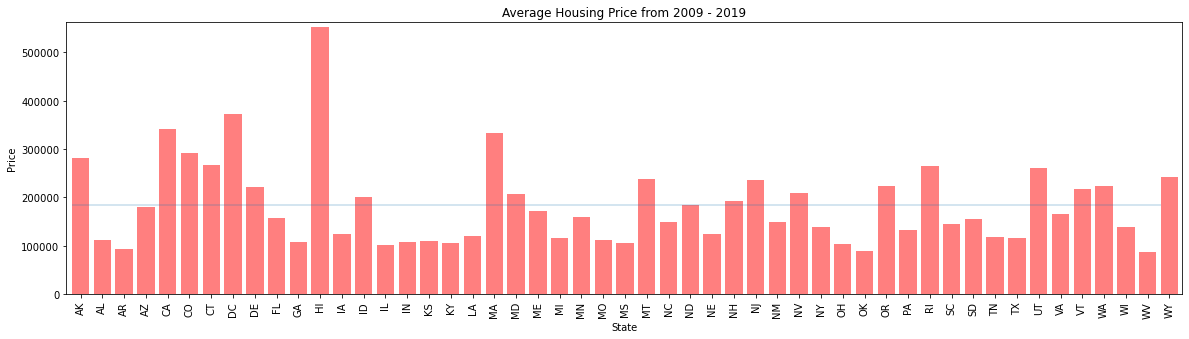 Average Housing Price from 2009 - 2019
Price
500000
400000
300000
200000
100000
0
AK AL AR AZ CA CO CT DC DE FL GA HI IA ID IL IN KS KY LA MA MD ME MI MN MO MS MT NC ND NE NH NJ NM NV NY OH OK OR PA RI SC SD TN TX UT VA VT WA WI WV WY
State